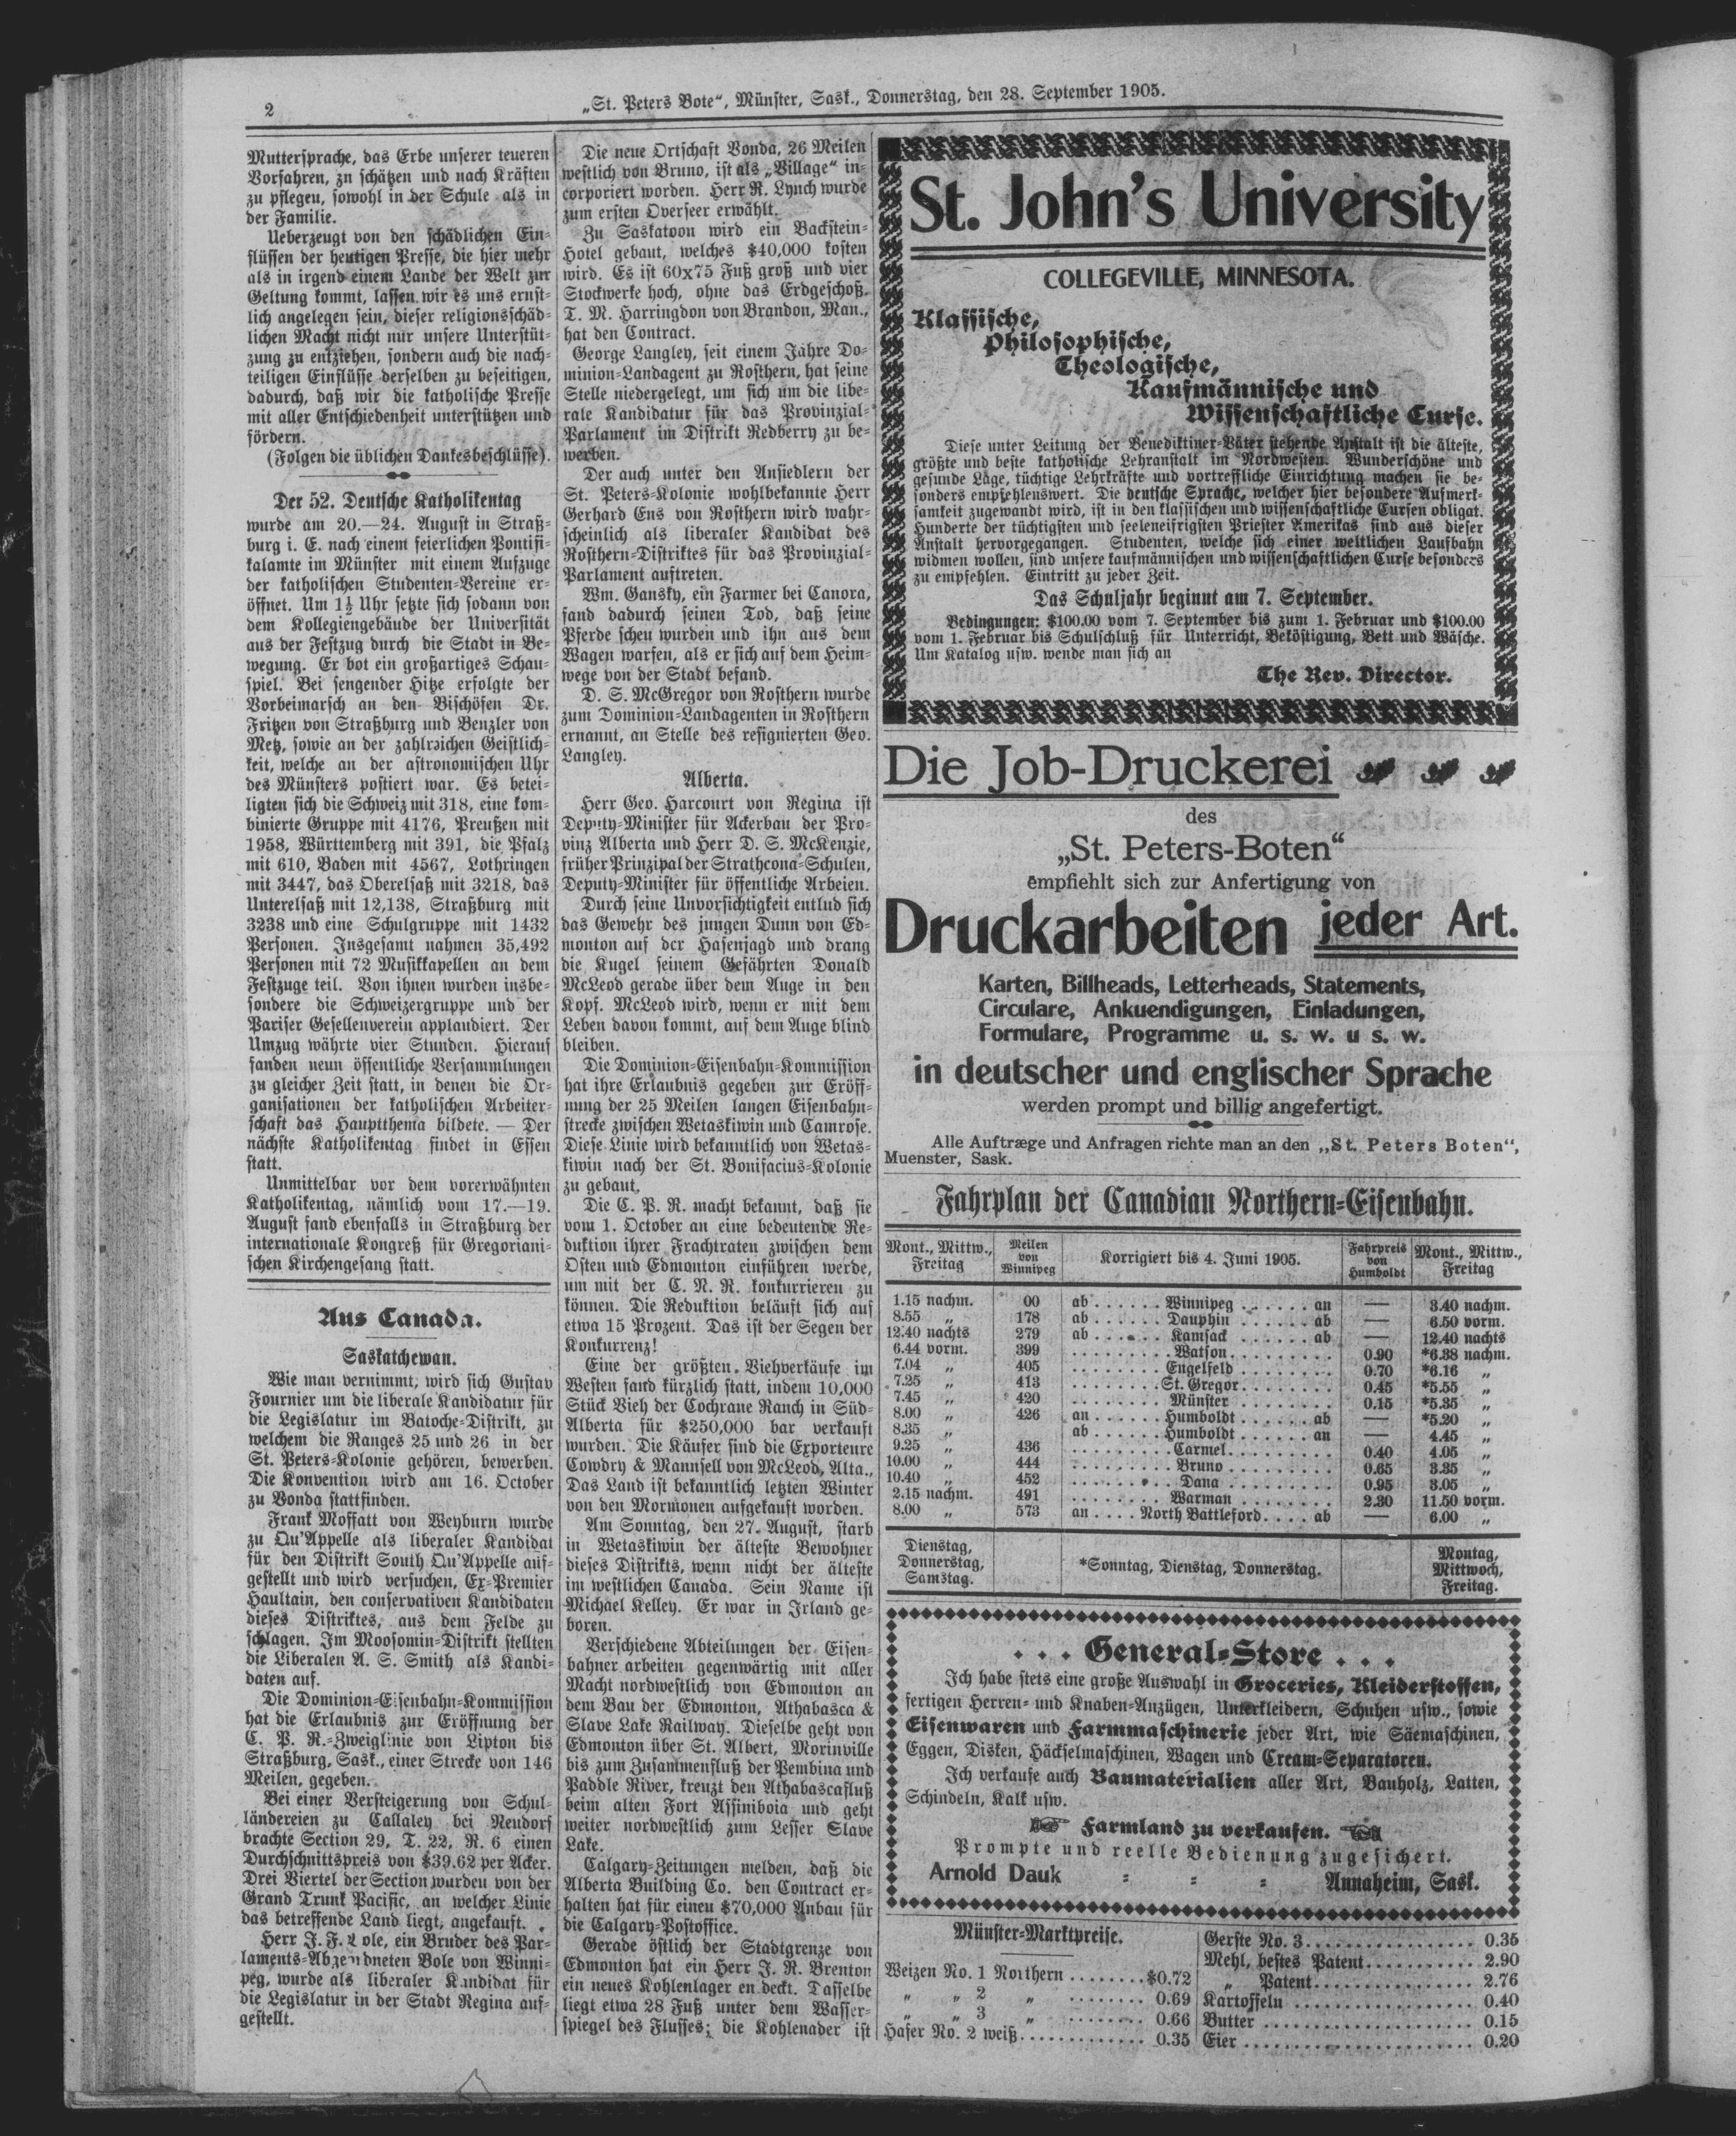 2
„St. Peters Bote“, Münster, Sask., Donnerstag, den 28. September 1905.
Muttersprache, das Erbe unserer teueren
Vorfahren, zu schätzen und nach Kräften
zu pflegen, sowohl in der Schule als in
der Familie.
Ueberzeugt von den schädlichen Ein-
flüssen der heutigen Presse, die hier mehr
als in irgend einem Lande der Welt zur
Geltung kommt, lassen wir es uns ernst-
lich angelegen sein, dieser religionsschäd-
lichen Macht nicht nur unsere Unterstüt-
zung zu entziehen, sondern auch die nach-
teiligen Einflüsse derselben zu beseitigen,
dadurch, daß wir die katholische Presse
mit aller Entschiedenheit unterstützen und
fördern.
(Folgen die üblichen Dankesbeschlüsse).
Der 52. Deutsche Katholikentag
wurde am 20.—24. August in Straß-
burg i. E. nach einem feierlichen Pontifi-
kalamte im Münster mit einem Aufzuge
der katholischen Studenten-Vereine er-
öffnet. Um 1½ Uhr setzte sich sodann von
dem Kollegiengebäude der Universität
aus der Festzug durch die Stadt in Be-
wegung. Er bot ein großartiges Schau-
spiel. Bei sengender Hitze erfolgte der
Vorbeimarsch an den Bischöfen Dr.
Fritzen von Straßburg und Benzler von
Metz, sowie an der zahlreichen Geistlich-
keit, welche an der astronomischen Uhr
des Münsters postiert war. Es betei-
ligten sich die Schweiz mit 318, eine kom-
binierte Gruppe mit 4176, Preußen mit
1958, Württemberg mit 391, die Pfalz
mit 610, Baden mit 4567, Lothringen
mit 3447, das Oberelsaß mit 3218, das
Unterelsaß mit 12,138, Straßburg mit
3238 und eine Schulgruppe mit 1432
Personen. Insgesamt nahmen 35,492
Personen mit 72 Musikkapellen an dem
Festzuge teil. Von ihnen wurden insbe-
sondere die Schweizergruppe und der
Pariser Gesellenverein applaudiert. Der
Umzug währte vier Stunden. Hierauf
fanden neun öffentliche Versammlungen
zu gleicher Zeit statt, in denen die Or-
ganisationen der katholischen Arbeiter-
schaft das Hauptthema bildete. — Der
nächste Katholikentag findet in Essen
statt.
Unmittelbar vor dem vorerwähnten
Katholikentag, nämlich vom 17.—19.
August fand ebenfalls in Straßburg der
internationale Kongreß für Gregoriani-
schen Kirchengesang statt.
Aus Canada.
Saskatchewan.
Wie man vernimmt, wird sich Gustav
Fournier um die liberale Kandidatur für
die Legislatur im Batoche-Distrikt, zu
welchem die Ranges 25 und 26 in der
St. Peters-Kolonie gehören, bewerben.
Die Konvention wird am 16. October
zu Vonda stattfinden.
Frank Moffatt von Weyburn wurde
zu Qu'Appelle als liberaler Kandidat
für den Distrikt South Qu'Appelle auf-
gestellt und wird versuchen, Ex-Premier
Haultain, den conservativen Kandidaten
dieses Distriktes, aus dem Felde zu
schlagen. Im Moosomin-Distrikt stellten
die Liberalen A. S. Smith als Kandi-
daten auf.
Die Dominion-Eisenbahn-Kommission
hat die Erlaubnis zur Eröffnung der
C. P. R.-Zweiglinie von Lipton bis
Straßburg, Sask., einer Strecke von 146
Meilen, gegeben.
Bei einer Versteigerung von Schul-
ländereien zu Callaley bei Neudorf
brachte Section 29, T. 22, R. 6 einen
Durchschnittspreis von $39.62 per Acker.
Drei Viertel der Section wurden von der
Grand Trunk Pacific, an welcher Linie
das betreffende Land liegt, angekauft.
Herr J. F. Bole, ein Bruder des Par-
laments-Abgeordneten Bole von Winni-
peg, wurde als liberaler Kandidat für
die Legislatur in der Stadt Regina auf-
gestellt.
Die neue Ortschaft Vonda, 26 Meilen
westlich von Bruno, ist als „Village“ in-
corporiert worden. Herr R. Lynch wurde
zum ersten Overseer erwählt.
Zu Saskatoon wird ein Backstein-
Hotel gebaut, welches $40,000 kosten
wird. Es ist 60x75 Fuß groß und vier
Stockwerke hoch, ohne das Erdgeschoß.
T. M. Harringdon von Brandon, Man.,
hat den Contract.
George Langley, seit einem Jahre Do-
minion-Landagent zu Rosthern, hat seine
Stelle niedergelegt, um sich um die libe-
rale Kandidatur für das Provinzial-
Parlament im Distrikt Redberry zu be-
werben.
Der auch unter den Ansiedlern der
St. Peters-Kolonie wohlbekannte Herr
Gerhard Ens von Rosthern wird wahr-
scheinlich als liberaler Kandidat des
Rosthern-Distriktes für das Provinzial-
Parlament auftreten.
Wm. Gansky, ein Farmer bei Canora,
fand dadurch seinen Tod, daß seine
Pferde scheu wurden und ihn aus dem
Wagen warfen, als er sich auf dem Heim-
wege von der Stadt befand.
D. S. McGregor von Rosthern wurde
zum Dominion-Landagenten in Rosthern
ernannt, an Stelle des resignierten Geo.
Langley.
Alberta.
Herr Geo. Harcourt von Regina ist
Deputy-Minister für Ackerbau der Pro-
vinz Alberta und Herr D. S. McKenzie,
früher Prinzipal der Strathcona-Schulen,
Deputy-Minister für öffentliche Arbeien.
Durch seine Unvorsichtigkeit entlud sich
das Gewehr des jungen Dunn von Ed-
monton auf der Hasenjagd und drang
die Kugel seinem Gefährten Donald
McLeod gerade über dem Auge in den
Kopf. McLeod wird, wenn er mit dem
Leben davon kommt, auf dem Auge blind
bleiben.
Die Dominion-Eisenbahn-Kommission
hat ihre Erlaubnis gegeben zur Eröff-
nung der 25 Meilen langen Eisenbahn-
strecke zwischen Wetaskiwin und Camrose.
Diese Linie wird bekanntlich von Wetas-
kiwin nach der St. Bonifacius-Kolonie
zu gebaut.
Die C. P. R. macht bekannt, daß sie
vom 1. October an eine bedeutende Re-
duktion ihrer Frachtraten zwischen dem
Osten und Edmonton einführen werde,
um mit der C. N. R. konkurrieren zu
können. Die Reduktion beläuft sich auf
etwa 15 Prozent. Das ist der Segen der
Konkurrenz!
Eine der größten Viehverkäufe im
Westen fand kürzlich statt, indem 10,000
Stück Vieh der Cochrane Ranch in Süd-
Alberta für $250,000 bar verkauft
wurden. Die Käufer sind die Exporteure
Cowdry & Mannsell von McLeod, Alta.,
Das Land ist bekanntlich letzten Winter
von den Mormonen aufgekauft worden.
Am Sonntag, den 27. August, starb
in Wetaskiwin der älteste Bewohner
dieses Distrikts, wenn nicht der älteste
im westlichen Canada. Sein Name ist
Michael Kelley. Er war in Irland ge-
boren.
Verschiedene Abteilungen der Eisen-
bahner arbeiten gegenwärtig mit aller
Macht nordwestlich von Edmonton an
dem Bau der Edmonton, Athabasca &
Slave Lake Railway. Dieselbe geht von
Edmonton über St. Albert, Morinville
bis zum Zusammenfluß der Pembina und
Paddle River, kreuzt den Athabascafluß
beim alten Fort Assiniboia und geht
weiter nordwestlich zum Lesser Slave
Lake.
Calgary-Zeitungen melden, daß die
Alberta Building Co. den Contract er-
halten hat für einen $70,000 Anbau für
die Calgary-Postoffice.
Gerade östlich der Stadtgrenze von
Edmonton hat ein Herr J. R. Brenton
ein neues Kohlenlager en deckt. Dasselbe
liegt etwa 28 Fuß unter dem Wasser-
spiegel des Flusses; die Kohlenader ist
St. John's University
COLLEGEVILLE, MINNESOTA.
Klassische,
Philosophische,
Theologische,
Kaufmännische und
Wissenschaftliche Curse.
Diese unter Leitung der Benediktiner-Väter stehende Anstalt ist die älteste,
größte und beste katholische Lehranstalt im Nordwesten. Wunderschöne und
gesunde Lage, tüchtige Lehrkräfte und vortreffliche Einrichtung machen sie be-
sonders empfehlenswert. Die deutsche Sprache, welcher hier besondere Aufmerk-
samkeit zugewandt wird, ist in den klassischen und wissenschaftlichen Cursen obligat.
Hunderte der tüchtigsten und seeleneifrigsten Priester Amerikas sind aus dieser
Anstalt hervorgegangen. Studenten, welche sich einer weltlichen Laufbahn
widmen wollen, sind unsere kaufmännischen und wissenschaftlichen Curse besonders
zu empfehlen. Eintritt zu jeder Zeit.
Das Schuljahr beginnt am 7. September.
Bedingungen: $100.00 vom 7. September bis zum 1. Februar und $100.00
vom 1. Februar bis Schulschluß für Unterricht, Beköstigung, Bett und Wäsche.
Um Katalog usw. wende man sich an
The Rev. Director.
Die Job-Druckerei
des
„St. Peters-Boten“
empfiehlt sich zur Anfertigung von
Druckarbeiten jeder Art.
Karten, Billheads, Letterheads, Statements,
Circulare, Ankuendigungen, Einladungen,
Formulare, Programme u. s. w. u s. w.
in deutscher und englischer Sprache
werden prompt und billig angefertigt.
Alle Auftræge und Anfragen richte man an den „St. Peters Boten“,
Muenster, Sask.
Fahrplan der Canadian Northern-Eisenbahn.
Mont., Mittw., Freitag | Meilen von Winnipeg | Korrigiert bis 4. Juni 1905. | Fahrpreis von Humboldt | Mont., Mittw., Freitag
1.15 nachm. 00 ab . . . . . . Winnipeg . . . . . . an — 3.40 nachm.
8.55 „ 178 ab . . . . . . Dauphin . . . . . . ab — 6.50 vorm.
12.40 nachts 279 ab . . . . . . Kamsack . . . . . . ab — 12.40 nachts
6.44 vorm. 399 . . . . . . . . . Watson . . . . . . . . . 0.90 *6.38 nachm.
7.04 „ 405 . . . . . . . . Engelfeld . . . . . . . . 0.70 *6.16 „
7.25 „ 413 . . . . . . . . St. Gregor . . . . . . . . 0.45 *5.55 „
7.45 „ 420 . . . . . . . . . Münster . . . . . . . . 0.15 *5.35 „
8.00 „ 426 an . . . . . . Humboldt . . . . . . ab — *5.20 „
8.35 „ ab . . . . . . Humboldt . . . . . . an — 4.45 „
9.25 „ 436 . . . . . . . . . Carmel . . . . . . . . . 0.40 4.05 „
10.00 „ 444 . . . . . . . . . Bruno . . . . . . . . . 0.65 3.35 „
10.40 „ 452 . . . . . . . . . Dana . . . . . . . . . 0.95 3.05 „
2.15 nachm. 491 . . . . . . . . Warman . . . . . . . . 2.30 11.50 vorm.
8.00 „ 573 an . . . . North Battleford . . . . ab — 6.00 „
Dienstag, Donnerstag, Samstag. | *Sonntag, Dienstag, Donnerstag. | Montag, Mittwoch, Freitag.
. . . General-Store . . .
Ich habe stets eine große Auswahl in Groceries, Kleiderstoffen,
fertigen Herren- und Knaben-Anzügen, Unterkleidern, Schuhen usw., sowie
Eisenwaren und Farmmaschinerie jeder Art, wie Säemaschinen,
Eggen, Disken, Häckselmaschinen, Wagen und Cream-Separatoren.
Ich verkaufe auch Baumaterialien aller Art, Bauholz, Latten,
Schindeln, Kalk usw.
Farmland zu verkaufen.
Prompte und reelle Bedienung zugesichert.
Arnold Dauk - - - Annaheim, Sask.
Münster-Marktpreise.
Weizen No. 1 Northern . . . . . . . . $0.72
„ „ 2 „ . . . . . . . . 0.69
„ „ 3 „ . . . . . . . . 0.66
Hafer No. 2 weiß . . . . . . . . . . . . . 0.35
Gerste No. 3 . . . . . . . . . . . . . . . . . 0.35
Mehl, bestes Patent . . . . . . . . . . . 2.90
„ Patent . . . . . . . . . . . . . . . . 2.76
Kartoffeln . . . . . . . . . . . . . . . . . . 0.40
Butter . . . . . . . . . . . . . . . . . . . . . 0.15
Eier . . . . . . . . . . . . . . . . . . . . . . . 0.20